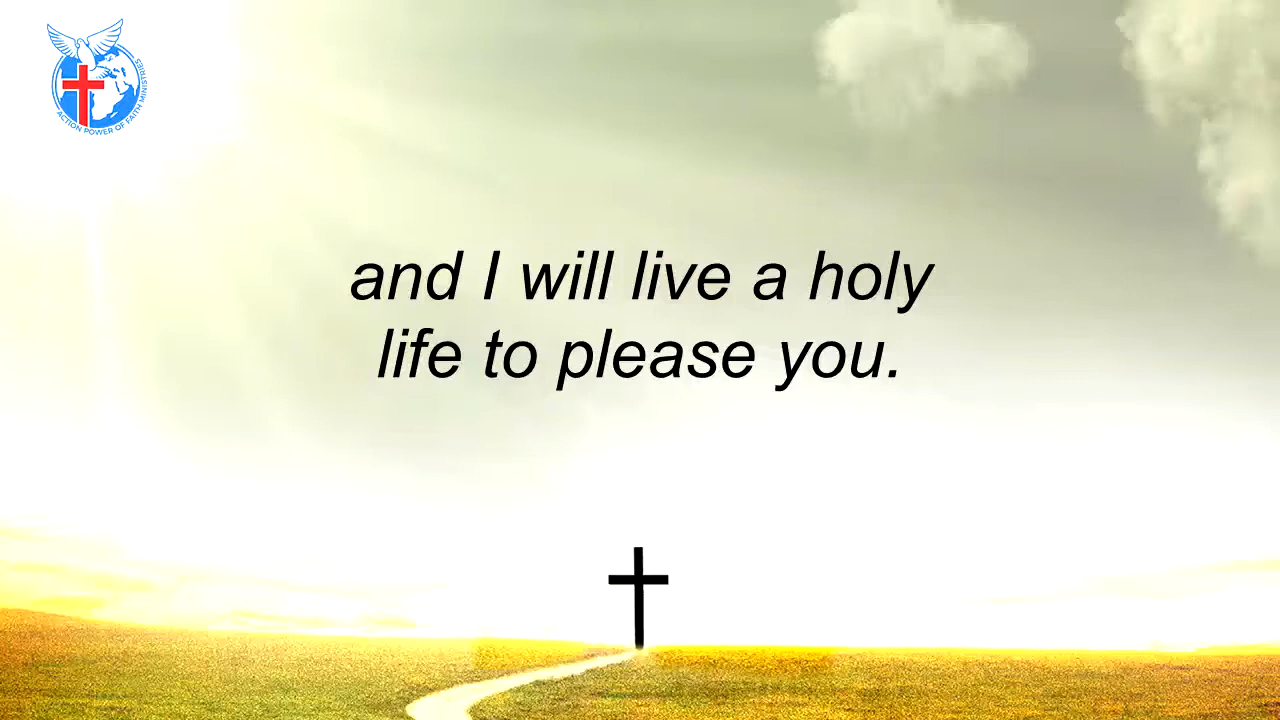 ACTION POWER OF FAITH MINISTRIES
and I will live a holy
life to please you.